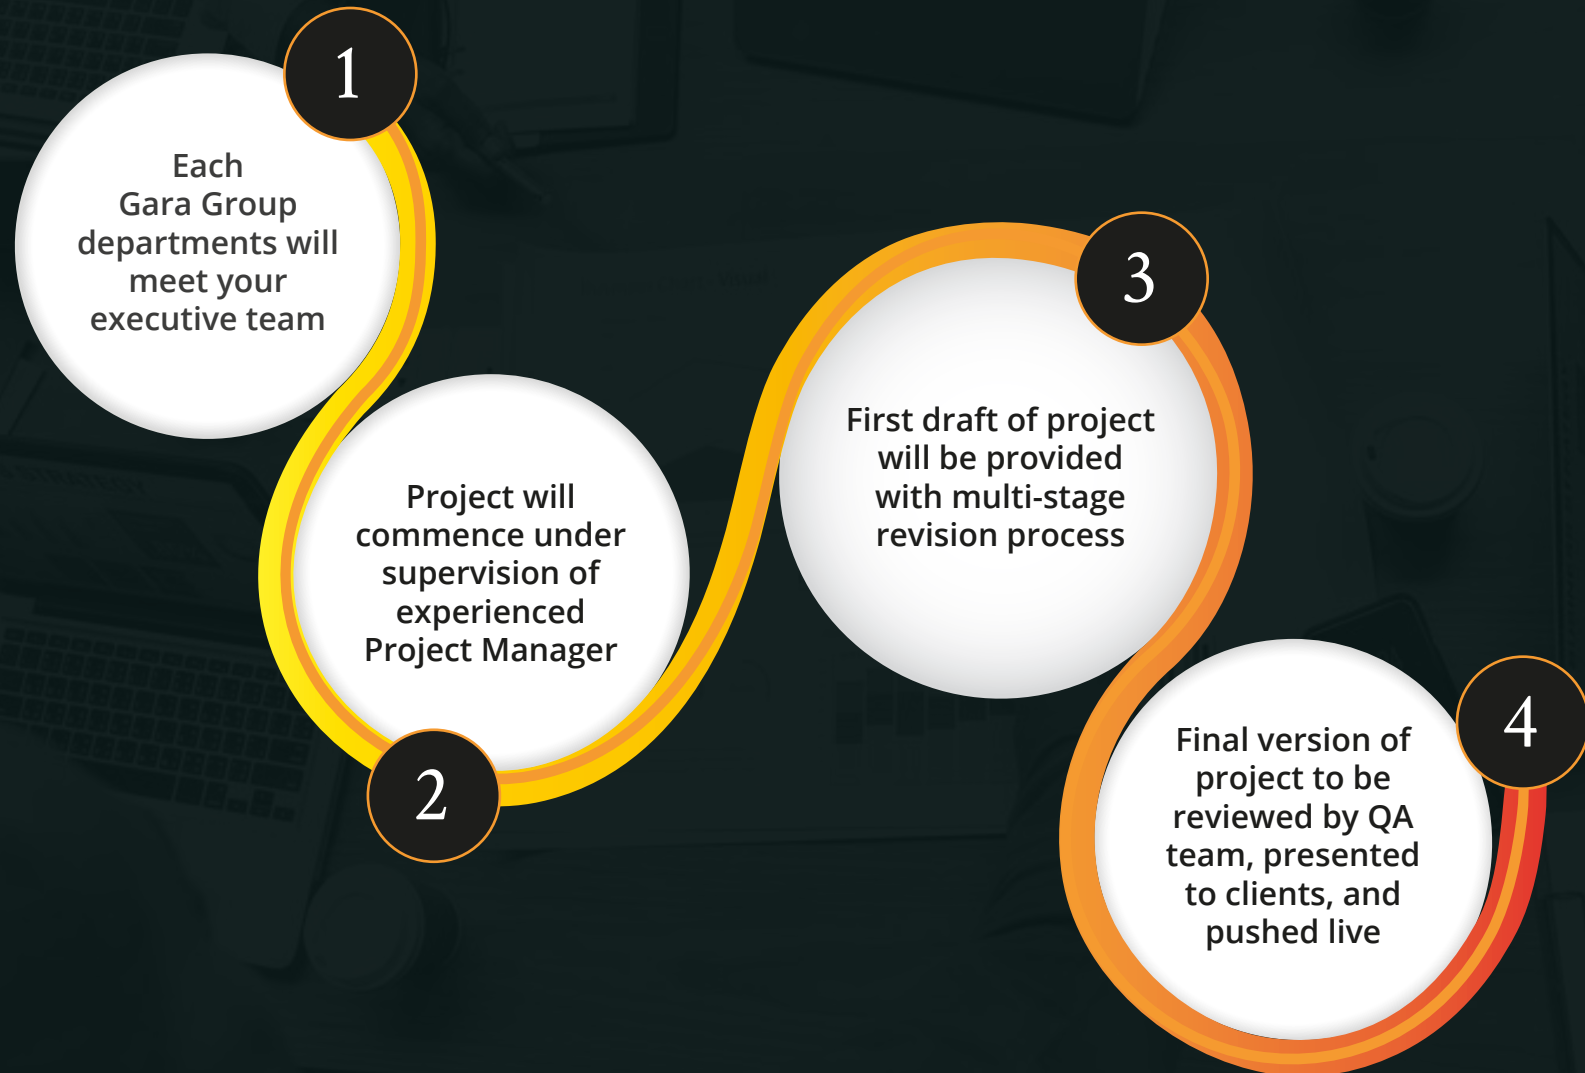 1
Each
Gara Group
departments will
meet your
executive team
Project will
commence under
supervision of
experienced
Project Manager
2
3
First draft of project
will be provided
with multi-stage
revision process
4
Final version of
project to be
reviewed by QA
team, presented
to clients, and
pushed live